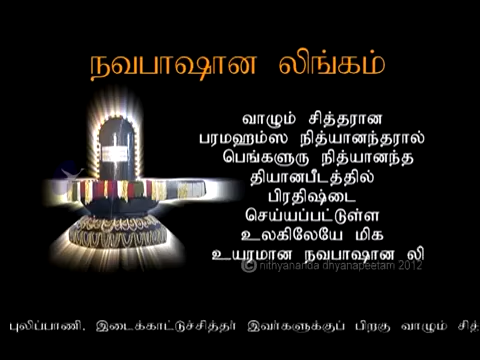 நவபாஷான லிங்கம்
வாழும் சித்தரான
பரமஹம்ஸ நித்யானந்தரால்
பெங்களுரு நித்யானந்த
தியானபீடத்தில்
பிரதிஷ்டை
செய்யப்பட்டுள்ள
உலகிலேயே மிக
உயரமான நவபாஷான லி
© nithyananda dhyanapeetam 2012
புலிப்பாணி, இடைக்காட்டுச்சித்தர் இவர்களுக்குப் பிறகு வாழும் சித்